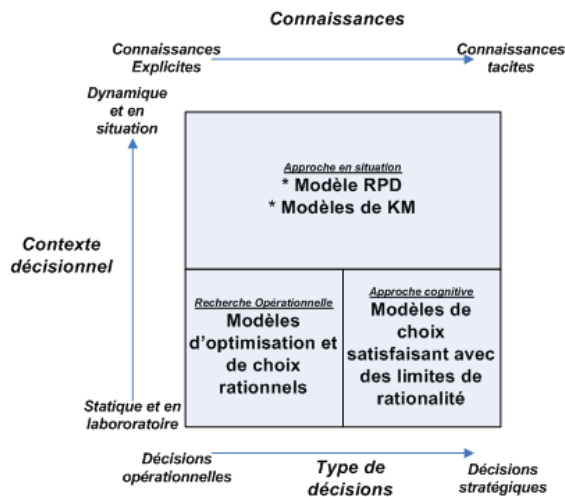 Connaissances
Connaissances
Explicites
Connaissances
tacites
Dynamique
et en
situation
Approche en situation
* Modèle RPD
* Modèles de KM
Contexte
décisionnel
Recherche Opérationnelle
Modèles
d'optimisation et
de choix
rationnels
Approche cognitive
Modèles de
choix
satisfaisant avec
des limites de
rationalité
Statique et en
labororatoire
Décisions
opérationnelles
Type de
décisions
Décisions
stratégiques